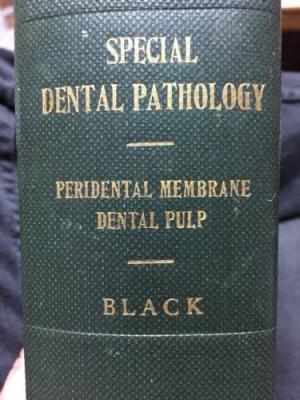 SPECIAL
DENTAL PATHOLOGY
PERIDENTAL MEMBRANE
DENTAL PULP
BLACK